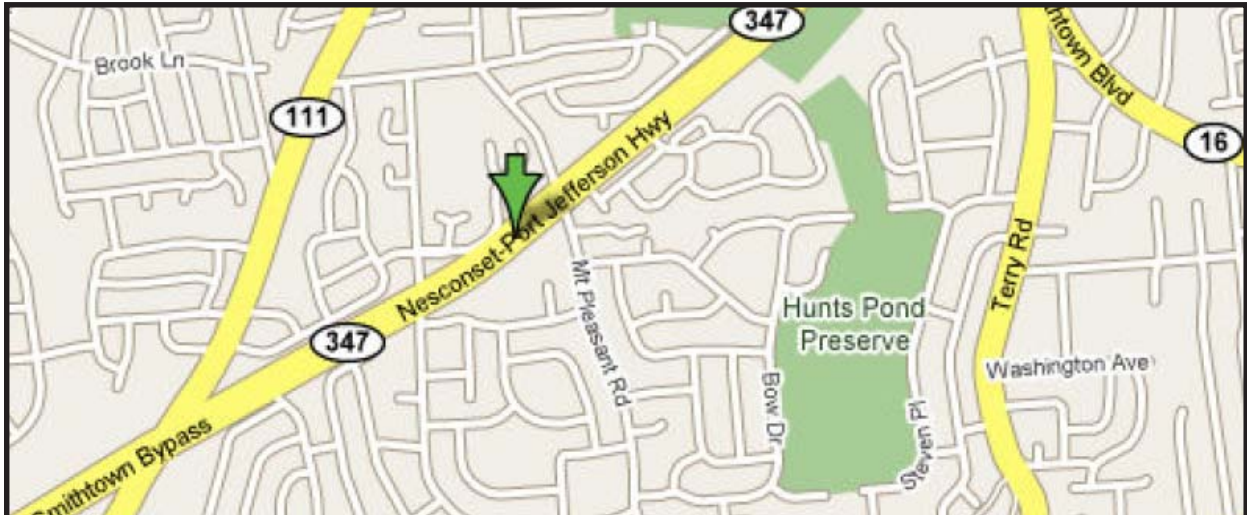 347
Brook Ln
111
htown Blvd
16
Nesconset-Port Jefferson Hwy
Mt Pleasant Rd
Terry Rd
Hunts Pond
Preserve
347
Washington Ave
Bow Dr
Steven Pl
Smithtown Bypass